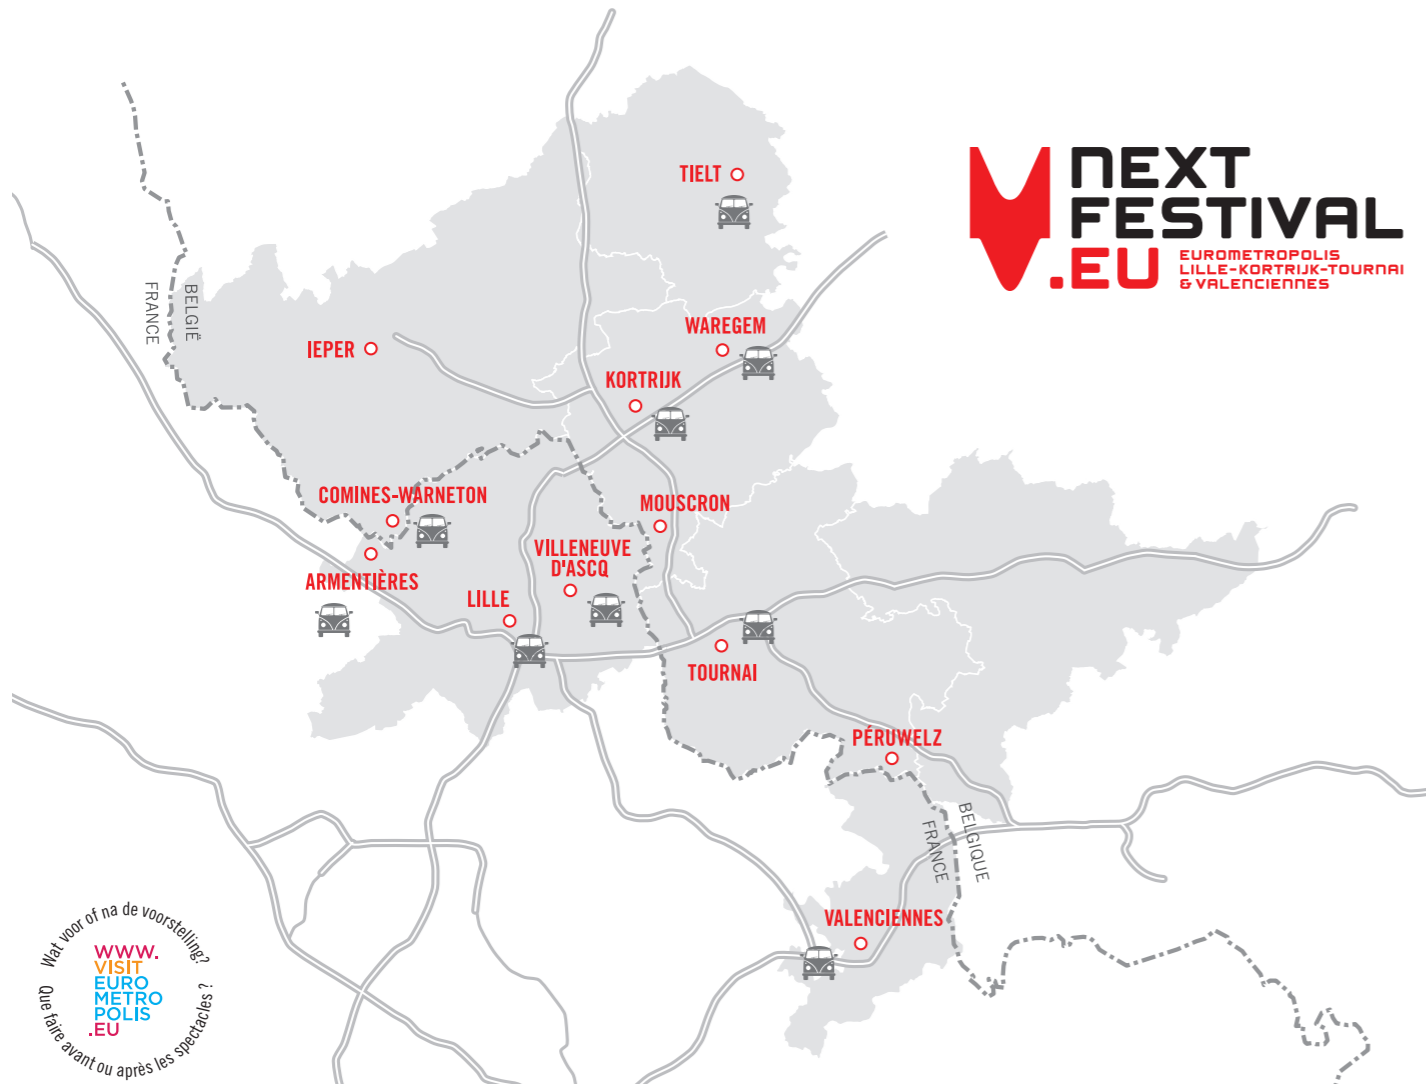 NEXT
FESTIVAL
.EU
EUROMETROPOLIS
LILLE-KORTRIJK-TOURNAI
& VALENCIENNES
TIELT
BELGIË
FRANCE
WAREGEM
IEPER
KORTRIJK
COMINES-WARNETON
MOUSCRON
VILLENEUVE
D'ASCQ
ARMENTIÈRES
LILLE
TOURNAI
PÉRUWELZ
BELGIQUE
FRANCE
VALENCIENNES
Wat voor of na de voorstelling?
WWW.
VISIT
EURO
METRO
POLIS
.EU
Que faire avant ou après les spectacles ?